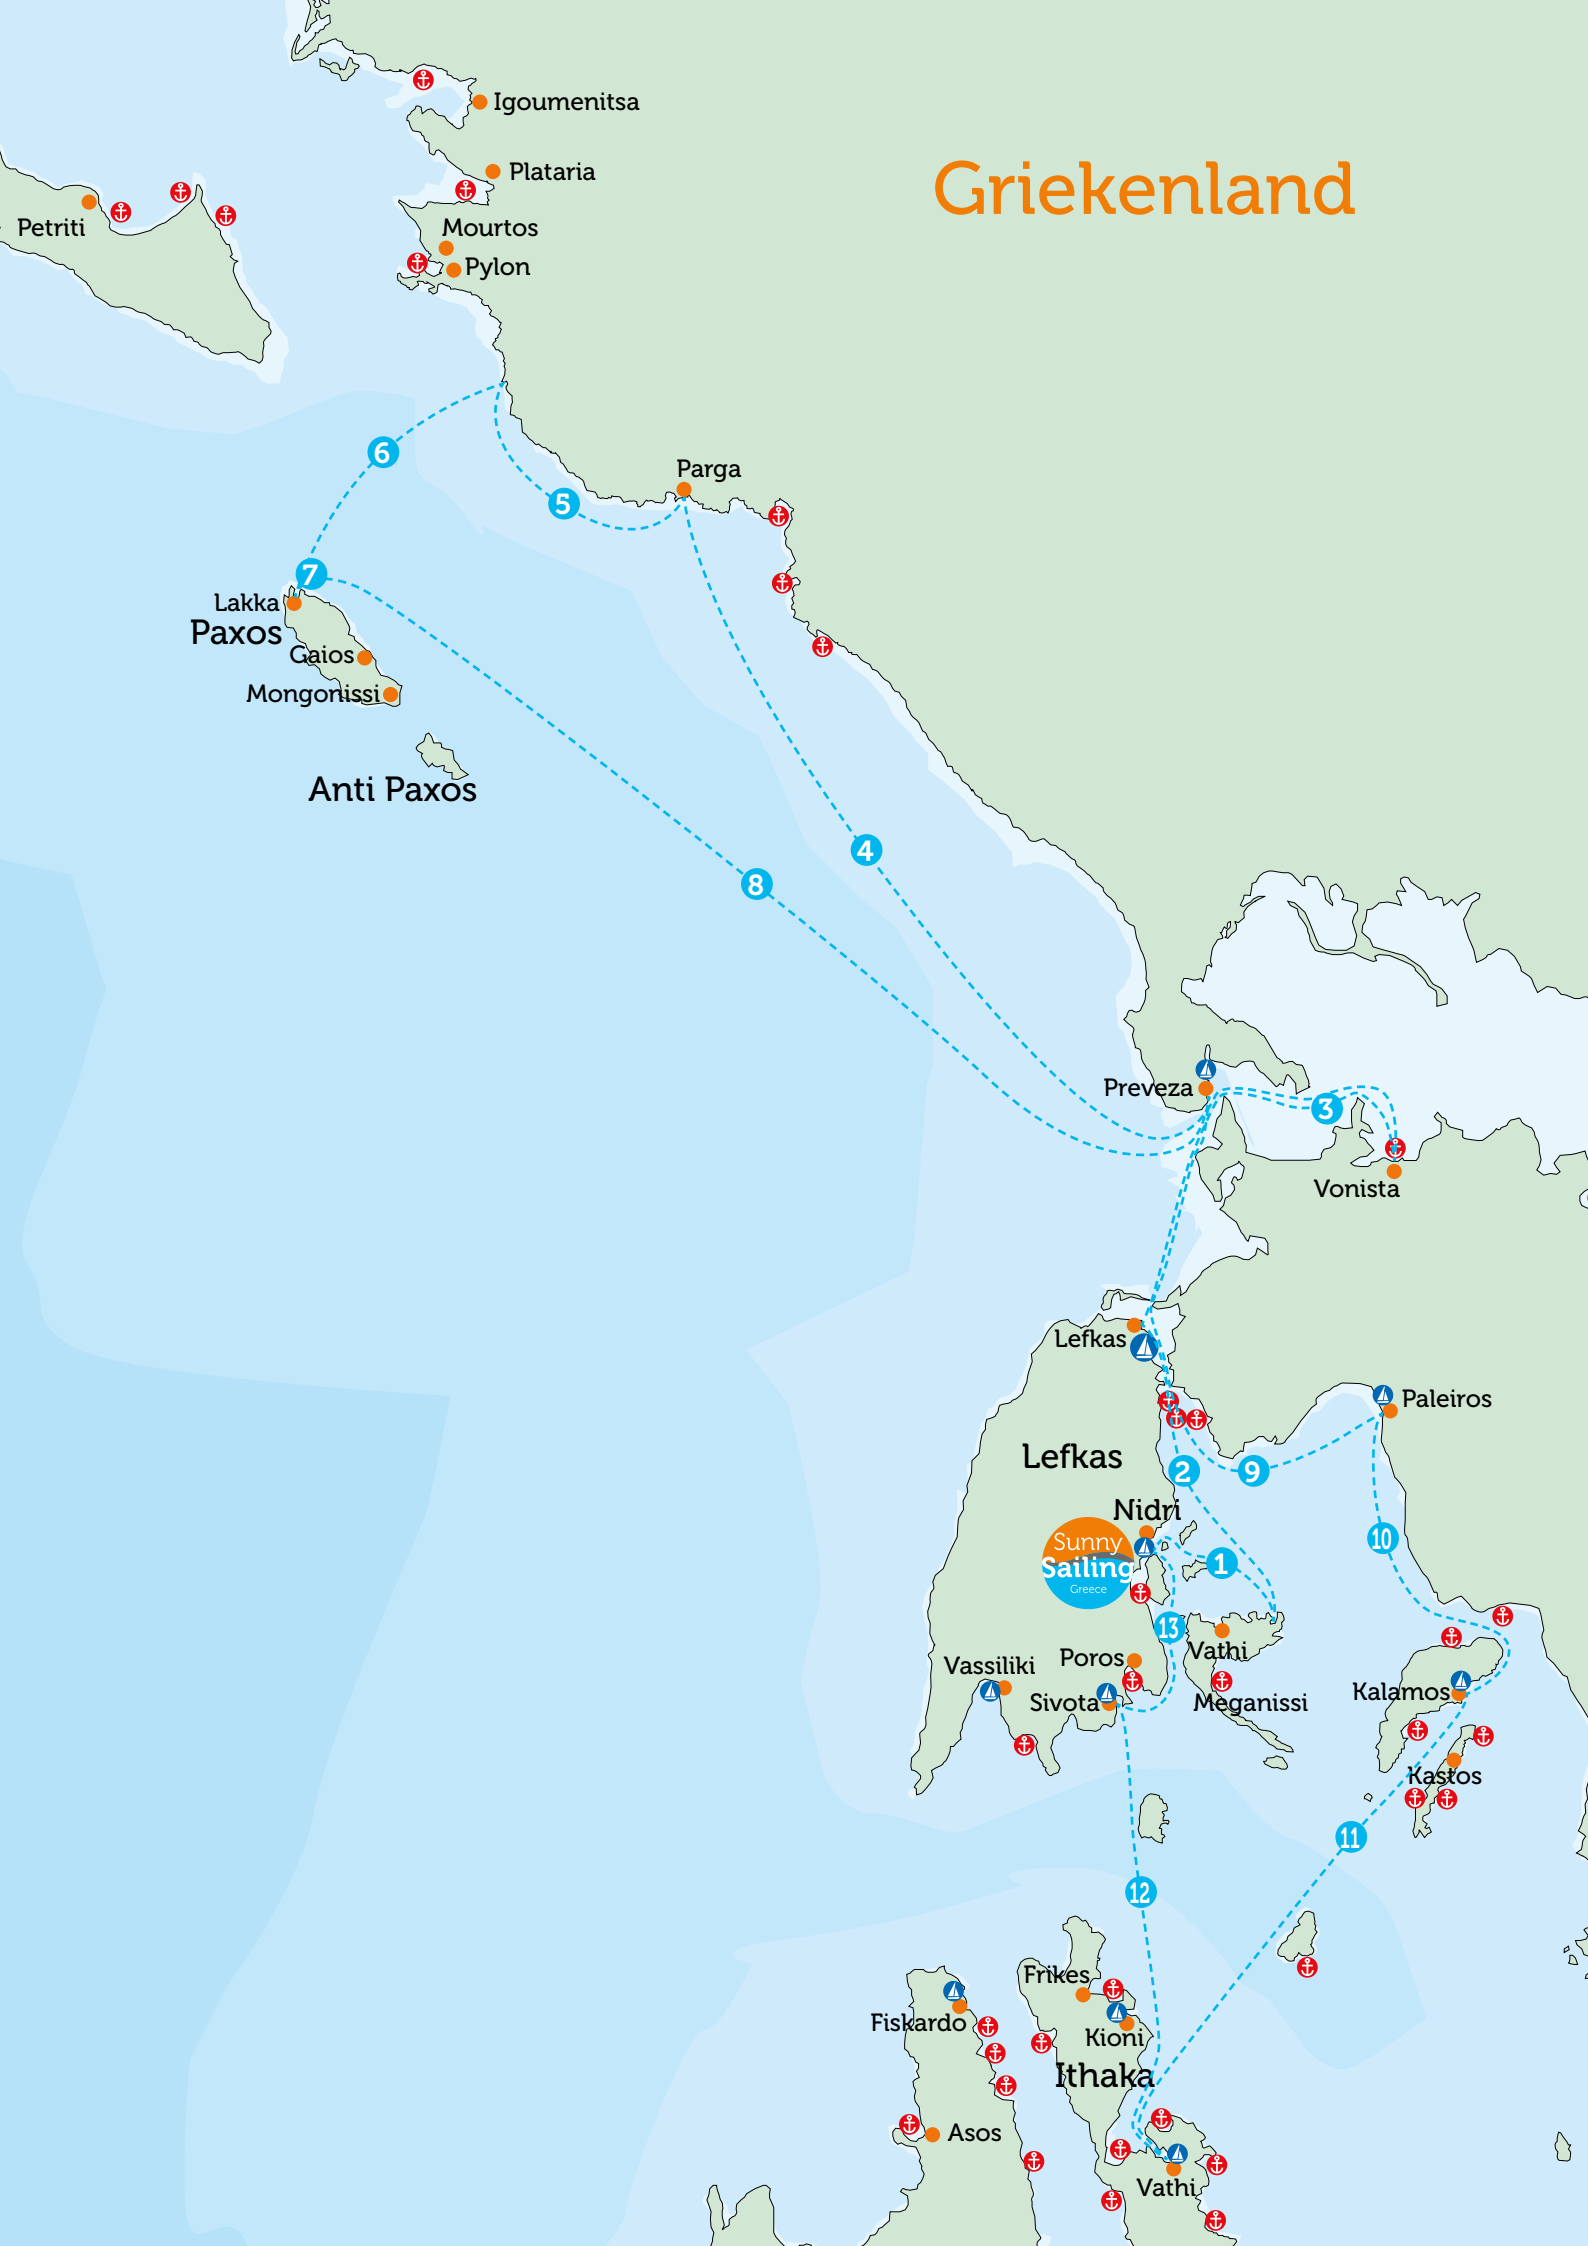 Igoumenitsa
Plataria
Griekenland
Petriti
Mourtos
Pylon
6
Parga
5
7
Lakka
Paxos
Gaios
Mongonissi
Anti Paxos
4
8
Preveza
3
Vonista
Lefkas
Paleiros
Lefkas
2
9
Nidri
10
Sunny
Sailing
Greece
1
13
Vathi
Poros
Vassiliki
Sivota
Meganissi
Kalamos
Kastos
11
12
Frikes
Fiskardo
Kioni
Ithaka
Asos
Vathi